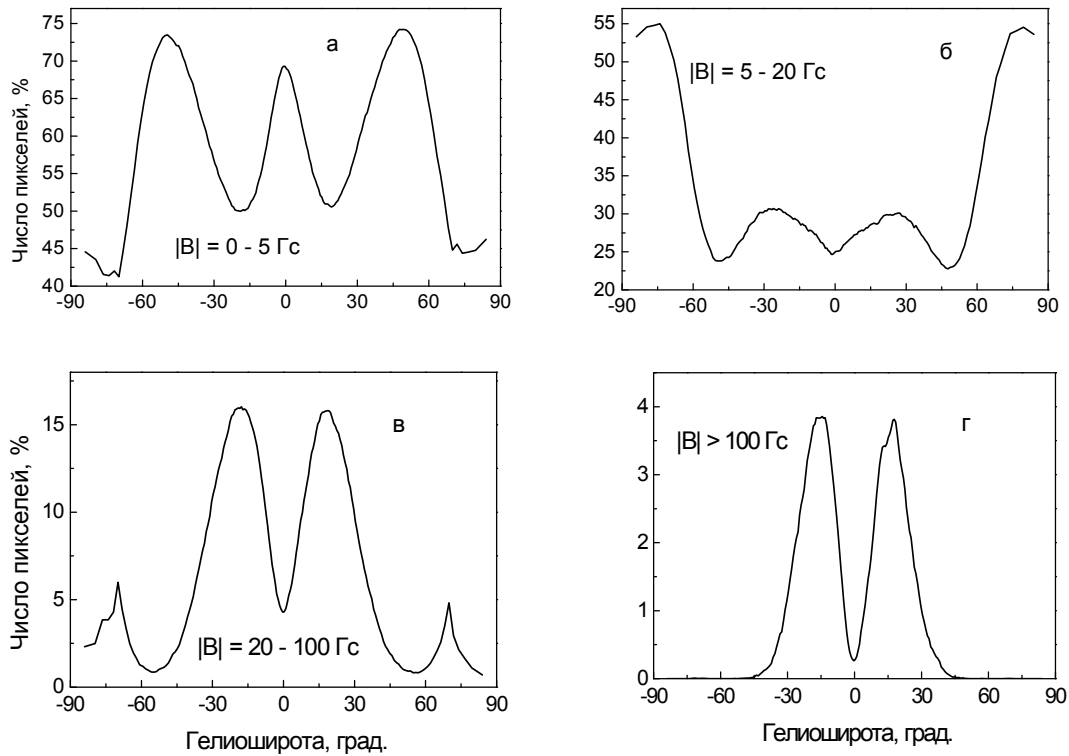 а
|B| = 0 - 5 Гс
Число пикселей, %
75
70
65
60
55
50
45
40
-90 -60 -30 0 30 60 90
б
|B| = 5 - 20 Гс
55
50
45
40
35
30
25
20
-90 -60 -30 0 30 60 90
в
|B| = 20 - 100 Гс
Число пикселей, %
15
10
5
0
-90 -60 -30 0 30 60 90
Гелиоширота, град.
г
|B| > 100 Гс
4
3
2
1
0
-90 -60 -30 0 30 60 90
Гелиоширота, град.